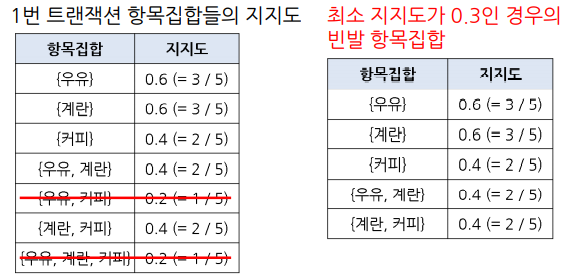 1번 트랜잭션 항목집합들의 지지도
항목집합 지지도
{우유} 0.6 (= 3 / 5)
{계란} 0.6 (= 3 / 5)
{커피} 0.4 (= 2 / 5)
{우유, 계란} 0.4 (= 2 / 5)
{우유, 커피} 0.2 (= 1 / 5)
{계란, 커피} 0.4 (= 2 / 5)
{우유, 계란, 커피} 0.2 (= 1 / 5)
최소 지지도가 0.3인 경우의
빈발 항목집합
항목집합 지지도
{우유} 0.6 (= 3 / 5)
{계란} 0.6 (= 3 / 5)
{커피} 0.4 (= 2 / 5)
{우유, 계란} 0.4 (= 2 / 5)
{계란, 커피} 0.4 (= 2 / 5)